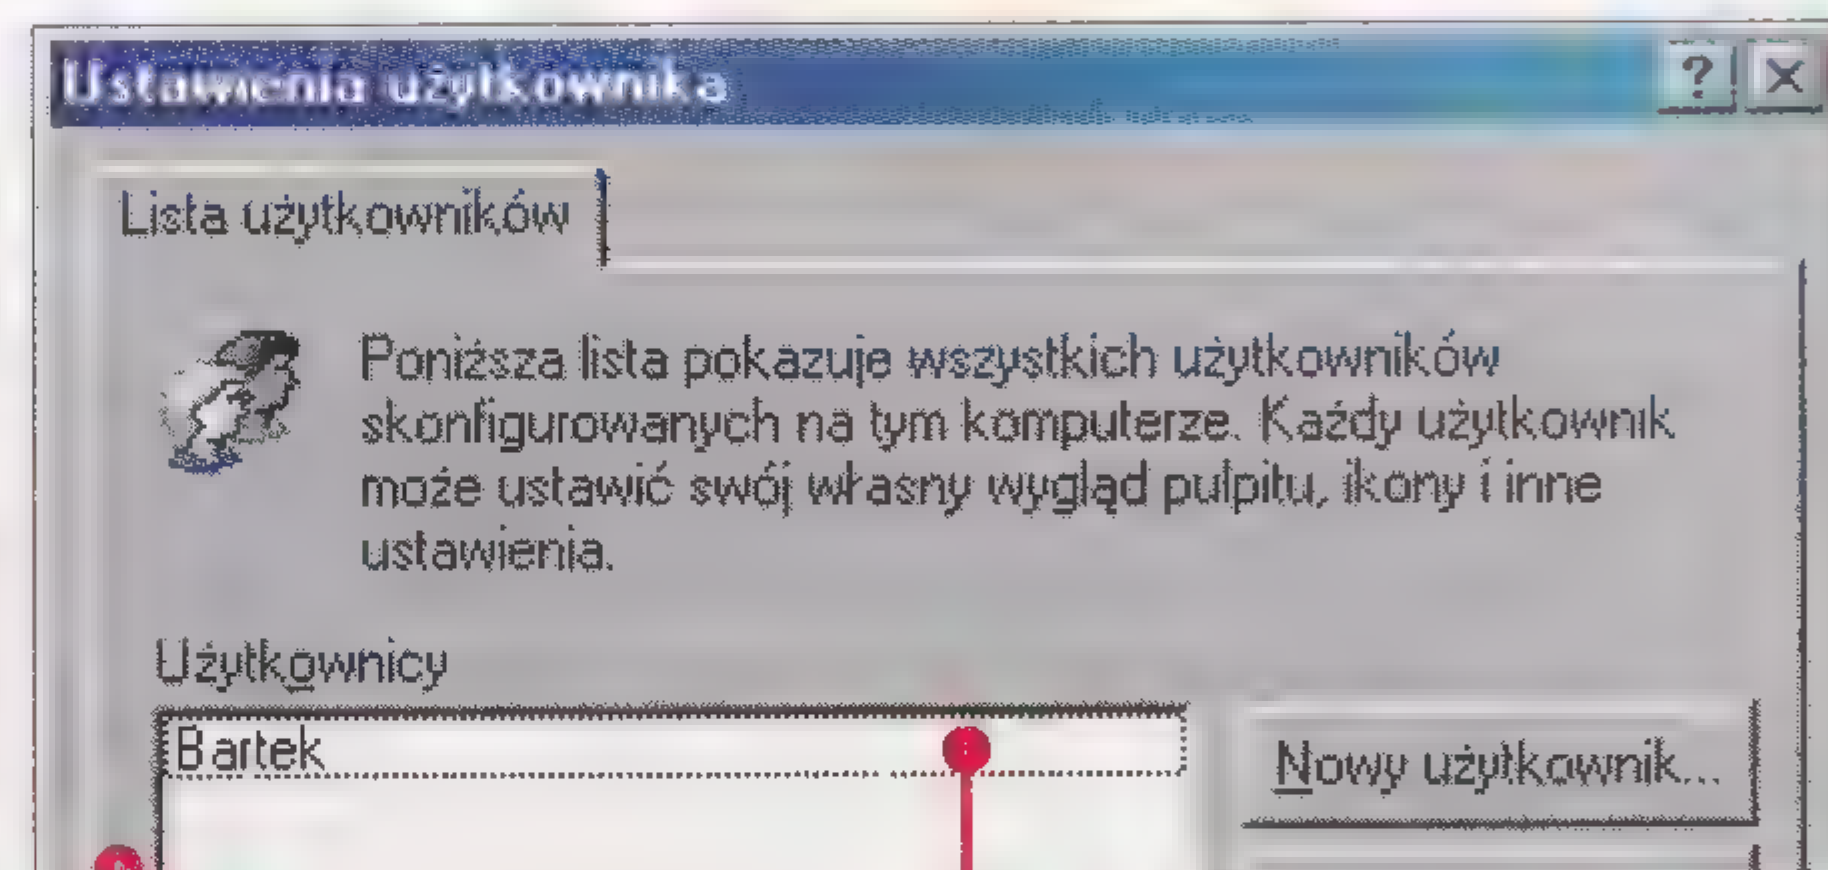 Ustawienia użytkownika
Lista użytkowników
Poniższa lista pokazuje wszystkich użytkowników
skonfigurowanych na tym komputerze. Każdy użytkownik
może ustawić swój własny wygląd pulpitu, ikony i inne
ustawienia.
Użytkownicy
Bartek
Nowy użytkownik...